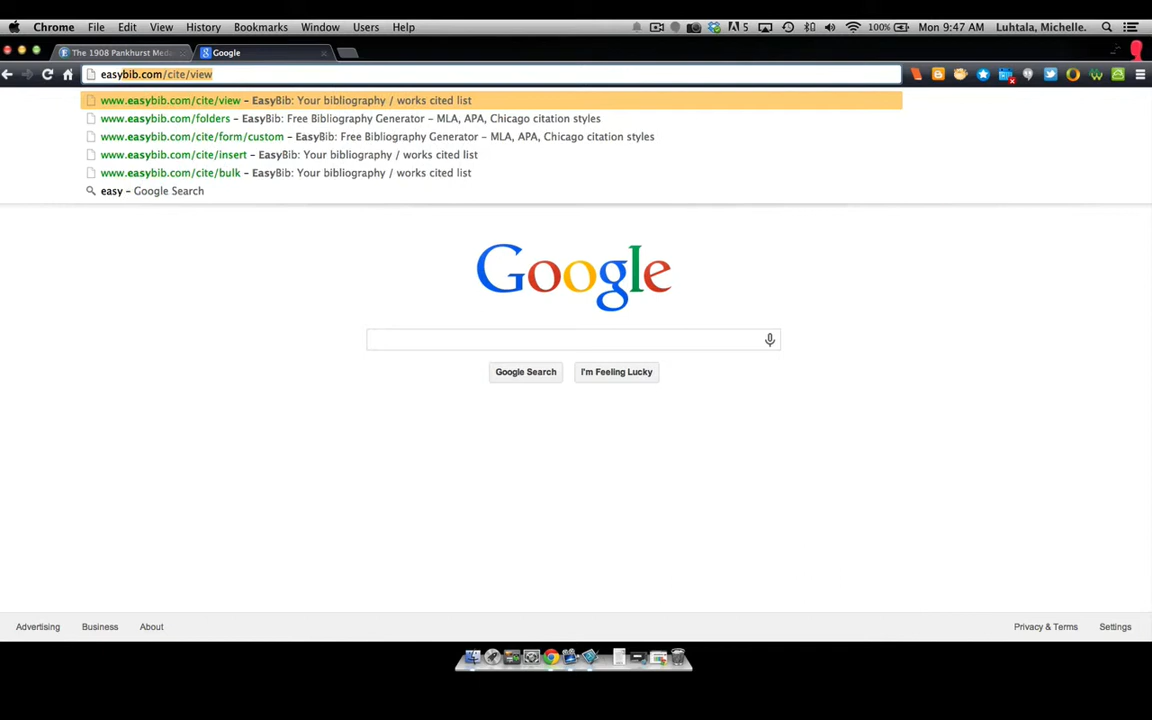 Chrome File Edit View History Bookmarks Window Users Help 5 100% Mon 9:47 AM Luhtala, Michelle.
The 1908 Pankhurst Meda
Google
easybib.com/cite/view
www.easybib.com/cite/view – EasyBib: Your bibliography / works cited list
www.easybib.com/folders – EasyBib: Free Bibliography Generator – MLA, APA, Chicago citation styles
www.easybib.com/cite/form/custom – EasyBib: Free Bibliography Generator – MLA, APA, Chicago citation styles
www.easybib.com/cite/insert – EasyBib: Your bibliography / works cited list
www.easybib.com/cite/bulk – EasyBib: Your bibliography / works cited list
easy – Google Search
Google
Google Search I'm Feeling Lucky
Advertising Business About Privacy & Terms Settings